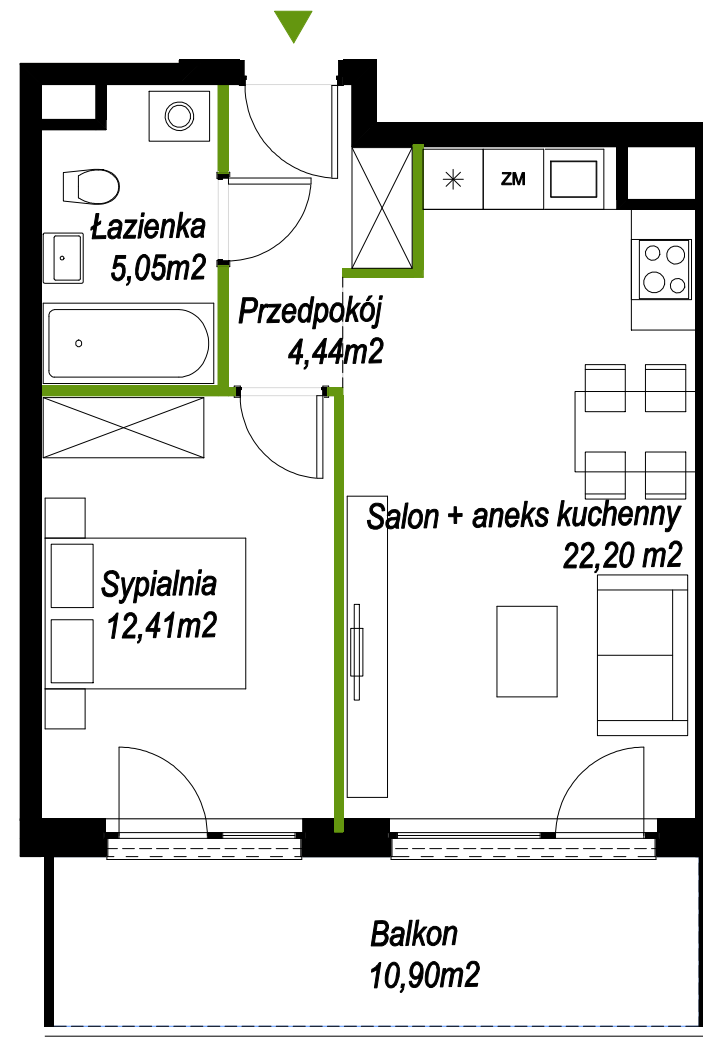 ZM
Łazienka
5,05m2
Przedpokój
4,44m2
Salon + aneks kuchenny
22,20 m2
Sypialnia
12,41m2
Balkon
10,90m2